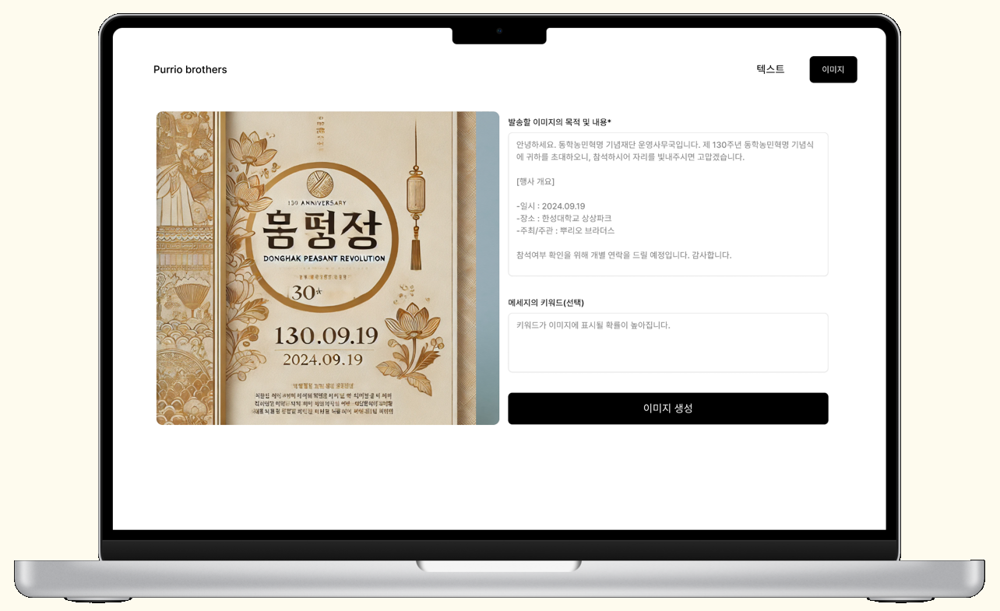 Purrio brothers
텍스트
이미지
130 ANNIVERSARY
DONGHAK PEASANT REVOLUTION
30
130.09.19
2024.09.19
발송할 이미지의 목적 및 내용*
안녕하세요. 동학농민혁명 기념재단 운영사무국입니다. 제 130주년 동학농민혁명 기념식
에 귀하를 초대하오니, 참석하시어 자리를 빛내주시면 고맙겠습니다.
[행사 개요]
-일시 : 2024.09.19
-장소 : 한성대학교 상상파크
-주최/주관 : 뿌리오 브라더스
참석여부 확인을 위해 개별 연락을 드릴 예정입니다. 감사합니다.
메세지의 키워드(선택)
키워드가 이미지에 표시될 확률이 높아집니다.
이미지 생성